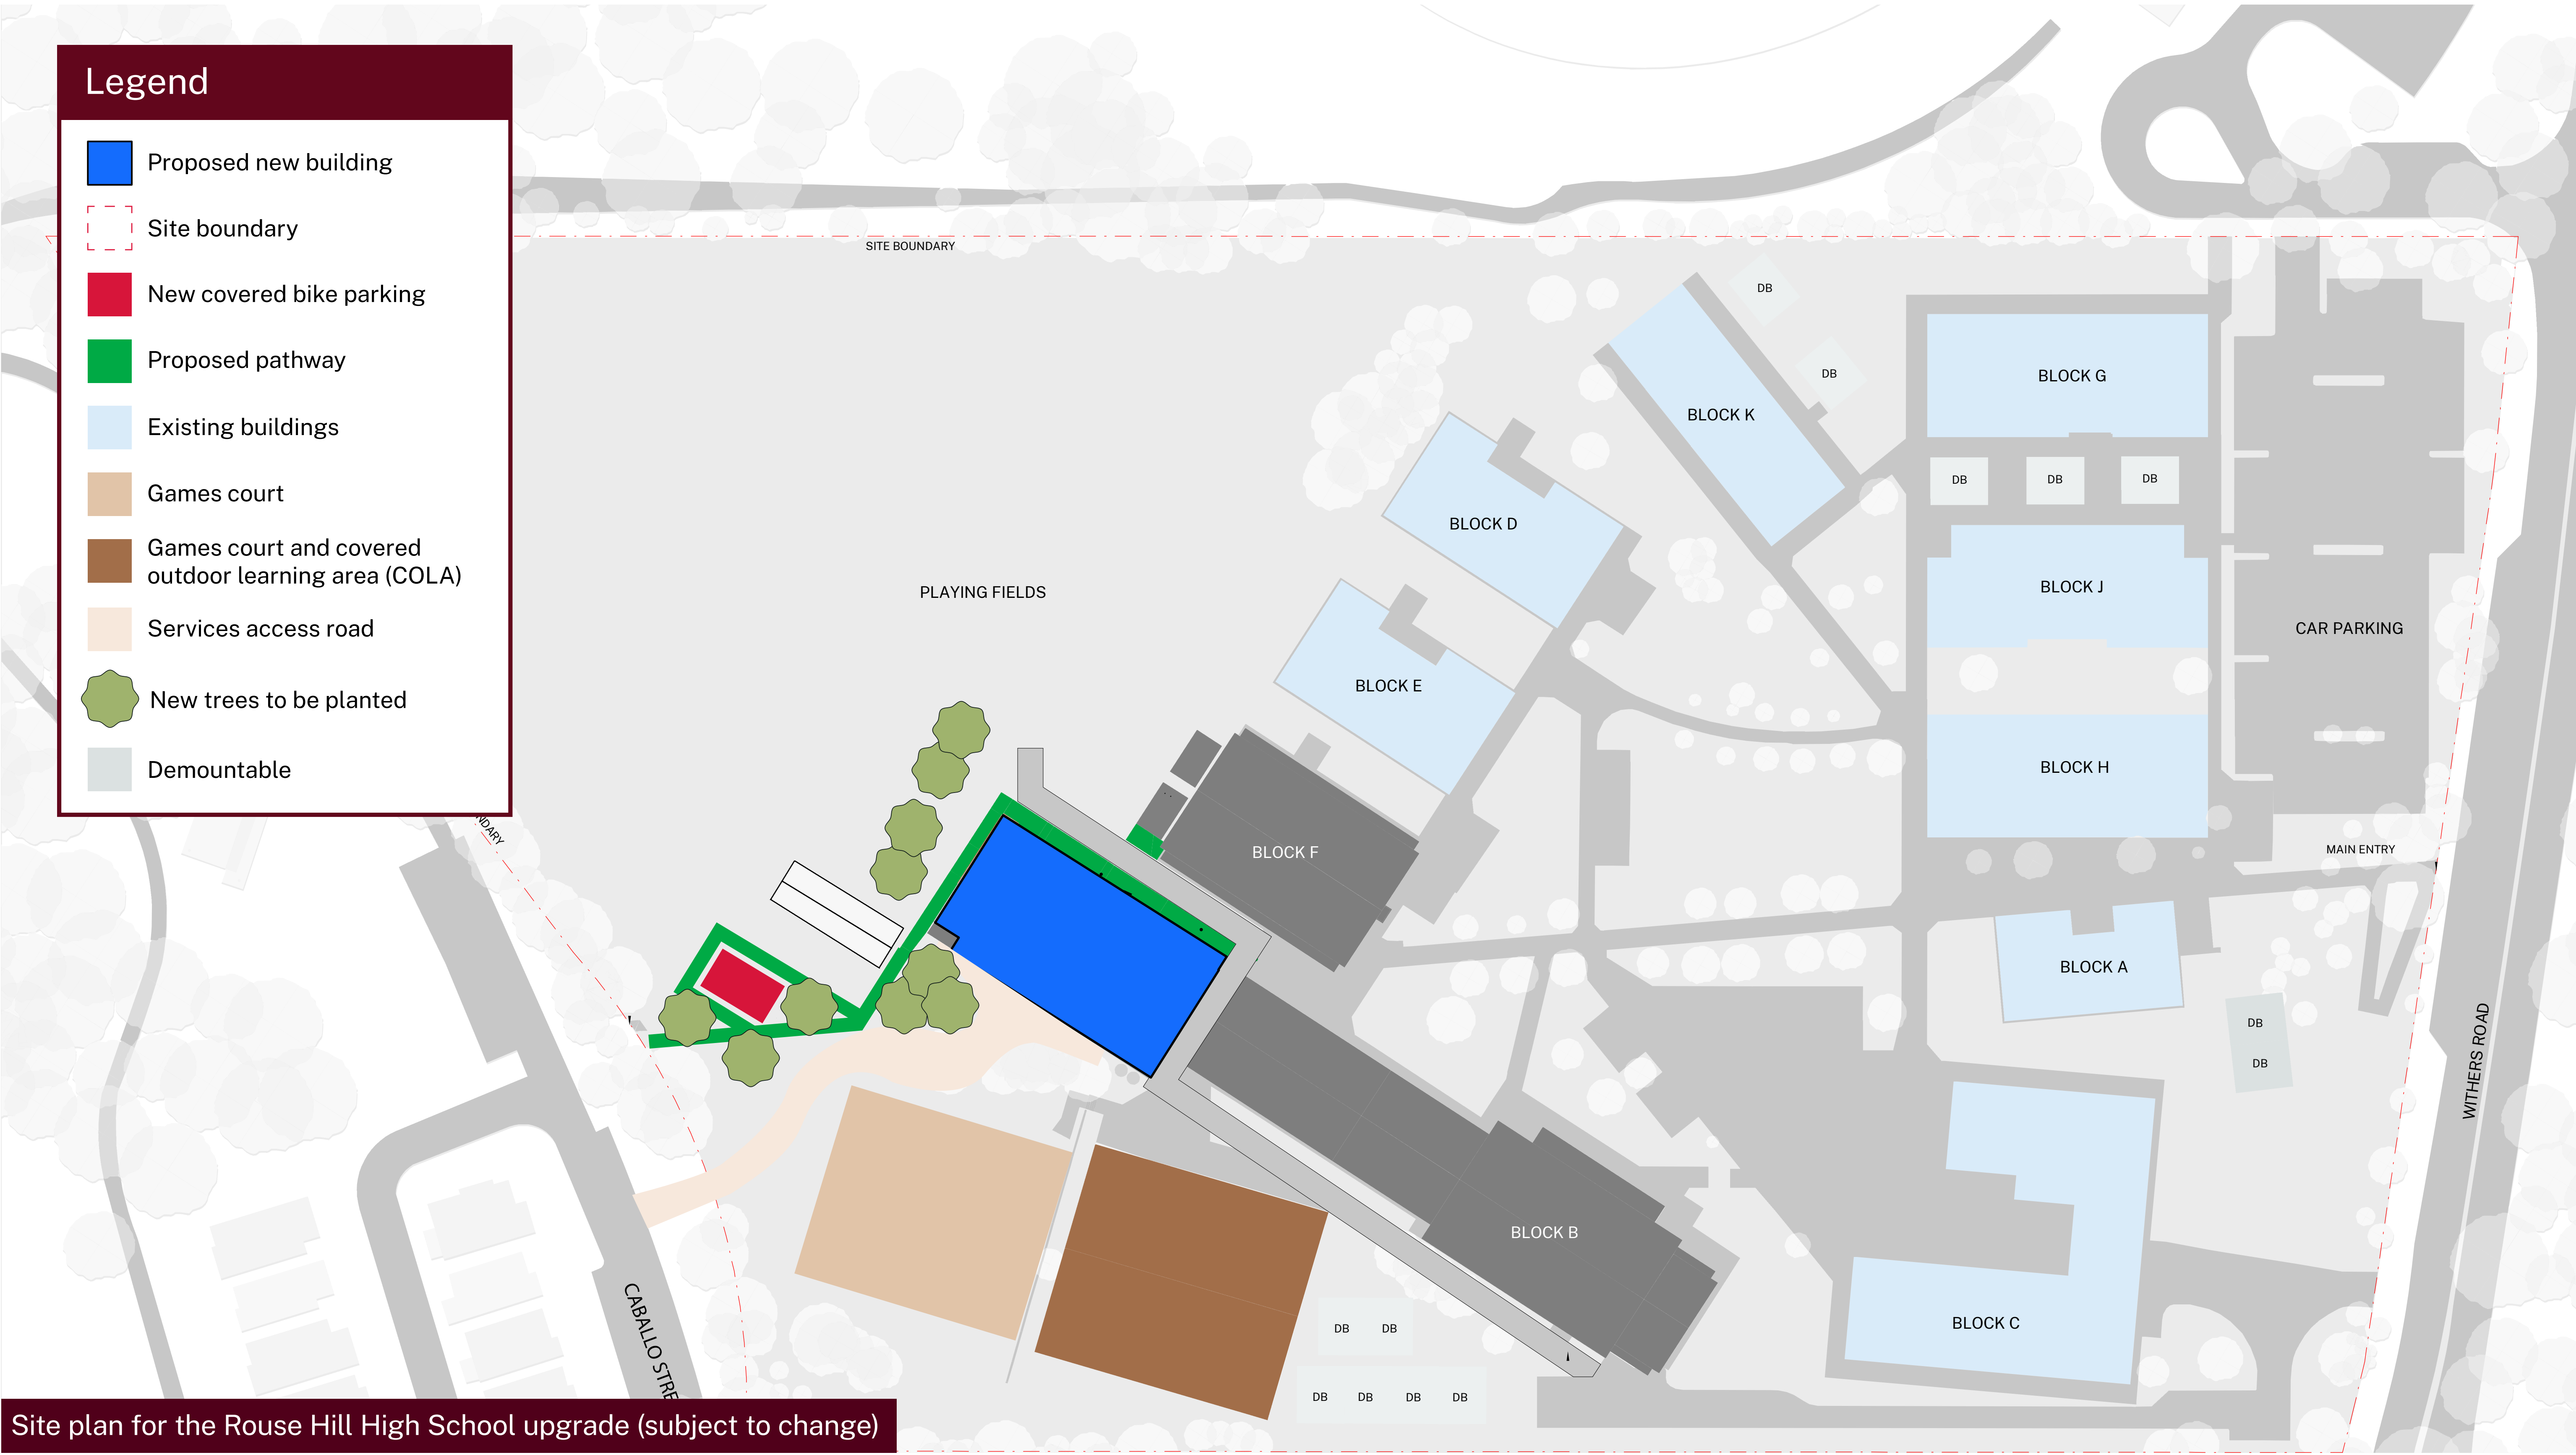 Legend
Proposed new building
Site boundary
New covered bike parking
Proposed pathway
Existing buildings
Games court
Games court and covered
outdoor learning area (COLA)
Services access road
New trees to be planted
Demountable
SITE BOUNDARY
DB
DB
BLOCK K
BLOCK G
DB
DB
DB
BLOCK D
PLAYING FIELDS
BLOCK J
CAR PARKING
BLOCK E
BLOCK H
NDARY
BLOCK F
MAIN ENTRY
BLOCK A
DB
DB
WITHERS ROAD
BLOCK B
CABALLO STRE
BLOCK C
DB DB
DB DB DB DB
Site plan for the Rouse Hill High School upgrade (subject to change)